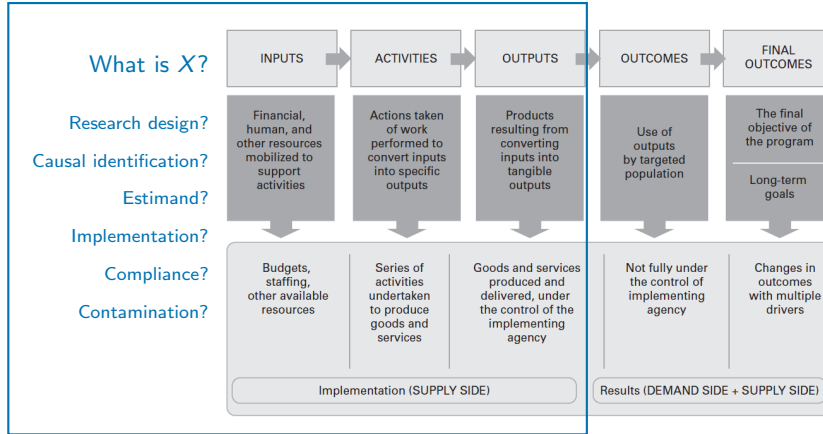 What is X?
Research design?
Causal identification?
Estimand?
Implementation?
Compliance?
Contamination?
INPUTS
ACTIVITIES
OUTPUTS
OUTCOMES
FINAL
OUTCOMES
Financial,
human, and
other resources
mobilized to
support
activities
Actions taken
of work
performed to
convert inputs
into specific
outputs
Products
resulting from
converting
inputs into
tangible
outputs
Use of
outputs
by targeted
population
The final
objective of
the program
Long-term
goals
Budgets,
staffing,
other available
resources
Series of
activities
undertaken
to produce
goods and
services
Goods and services
produced and
delivered, under
the control of the
implementing
agency
Not fully under
the control of
implementing
agency
Changes in
outcomes
with multiple
drivers
Implementation (SUPPLY SIDE)
Results (DEMAND SIDE + SUPPLY SIDE)